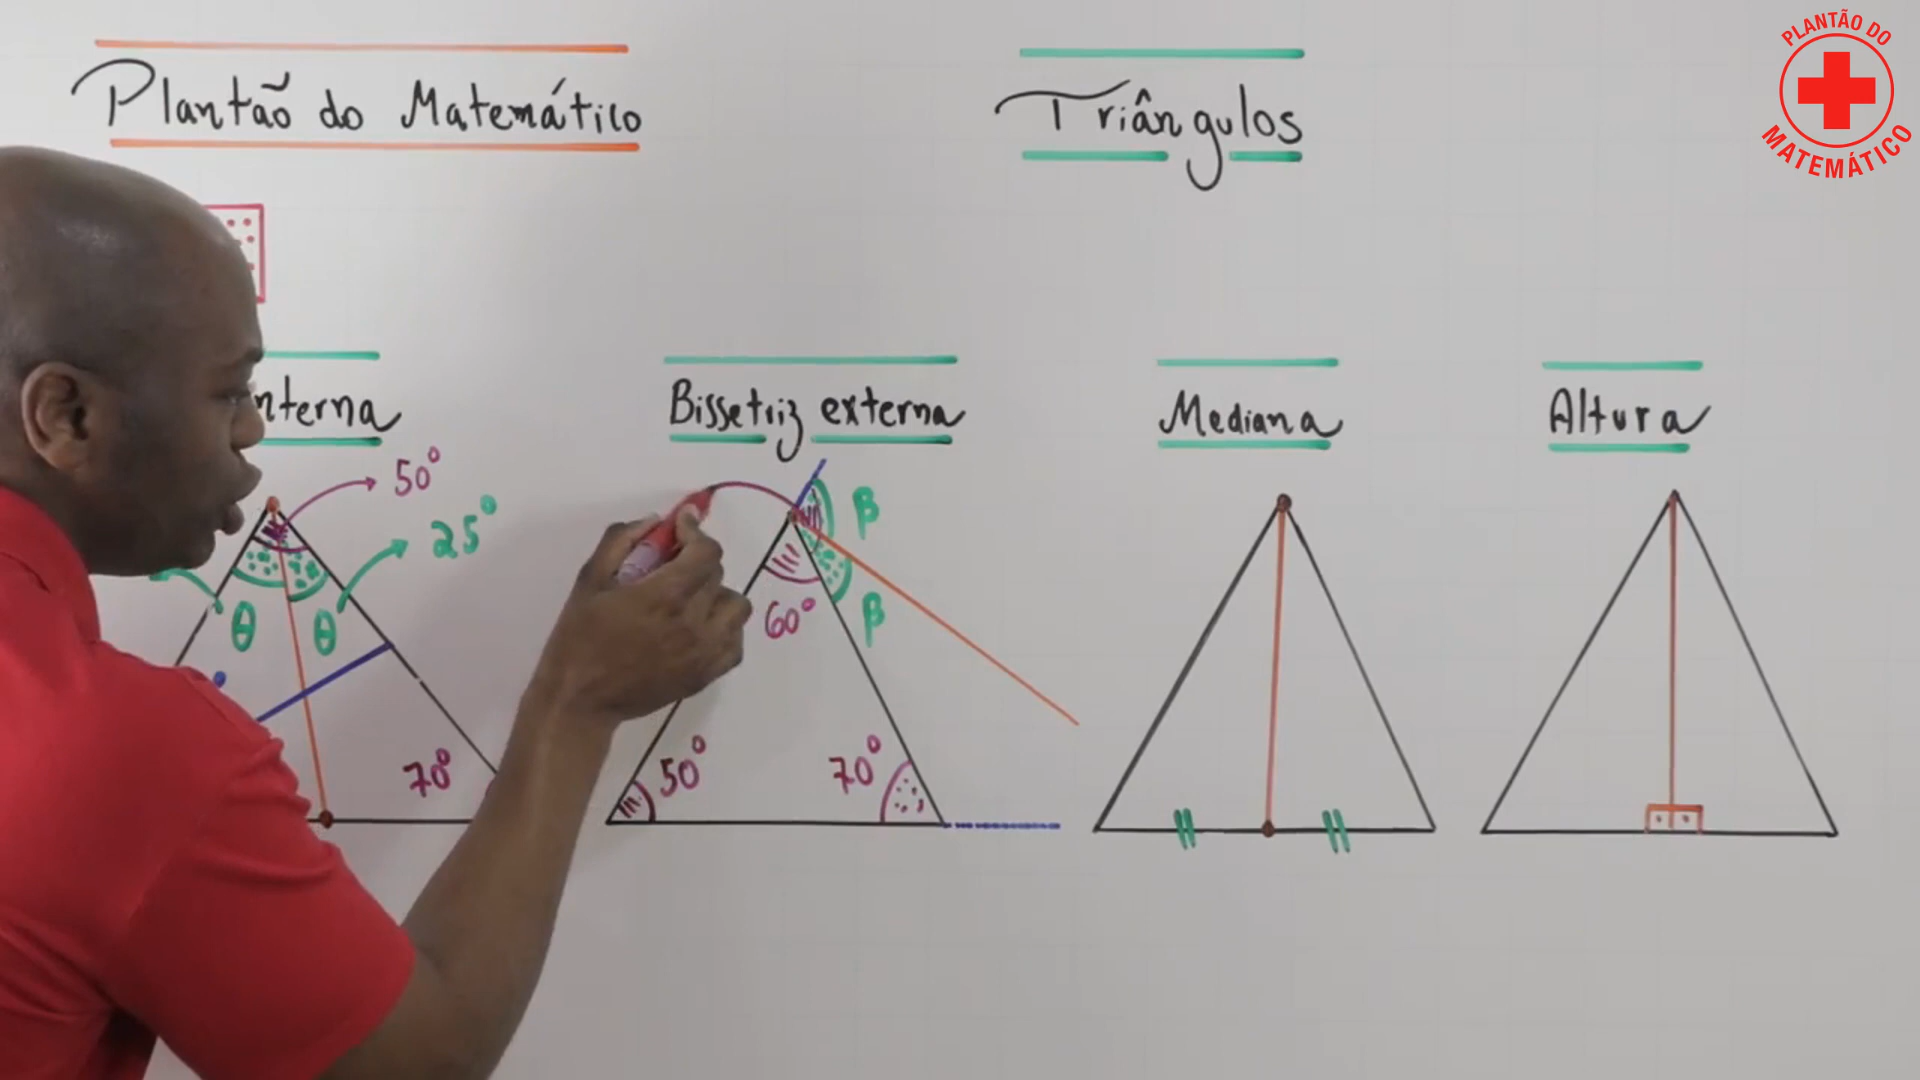 Plantão do Matemático
Triângulos
PLANTÃO DO
MATEMÁTICO
nterna
Bissetriz externa
Mediana
Altura
50°
25°
θ
θ
70°
β
β
60°
50°
70°